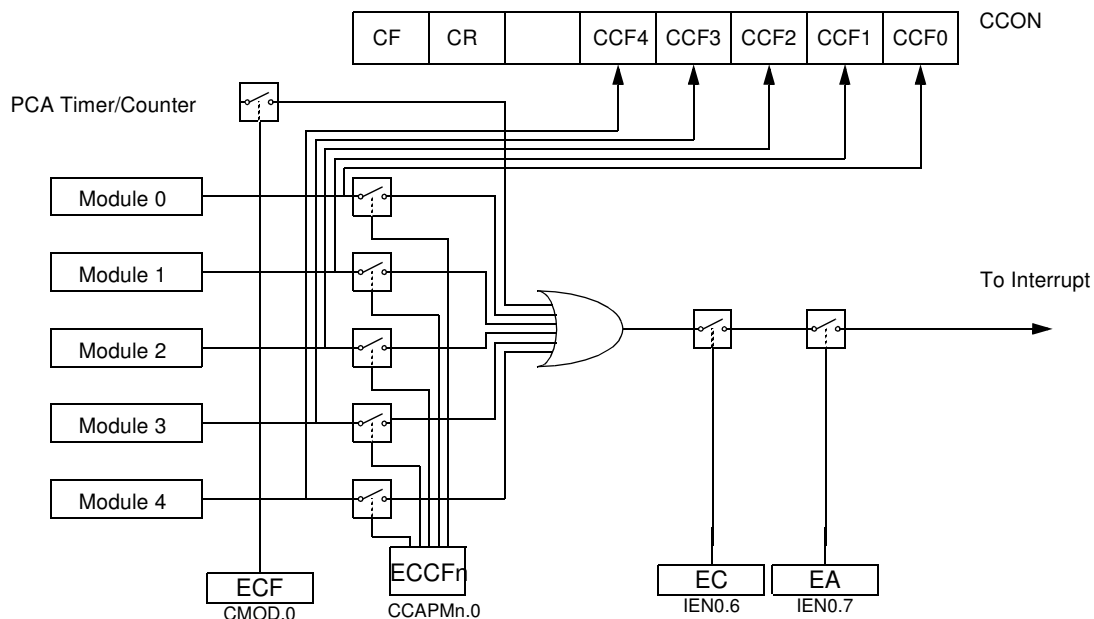 CF CR CCF4 CCF3 CCF2 CCF1 CCF0 CCON
PCA Timer/Counter
Module 0
Module 1
To Interrupt
Module 2
Module 3
Module 4
ECF
CMOD.0
ECCFn
CCAPMn.0
EC
IEN0.6
EA
IEN0.7